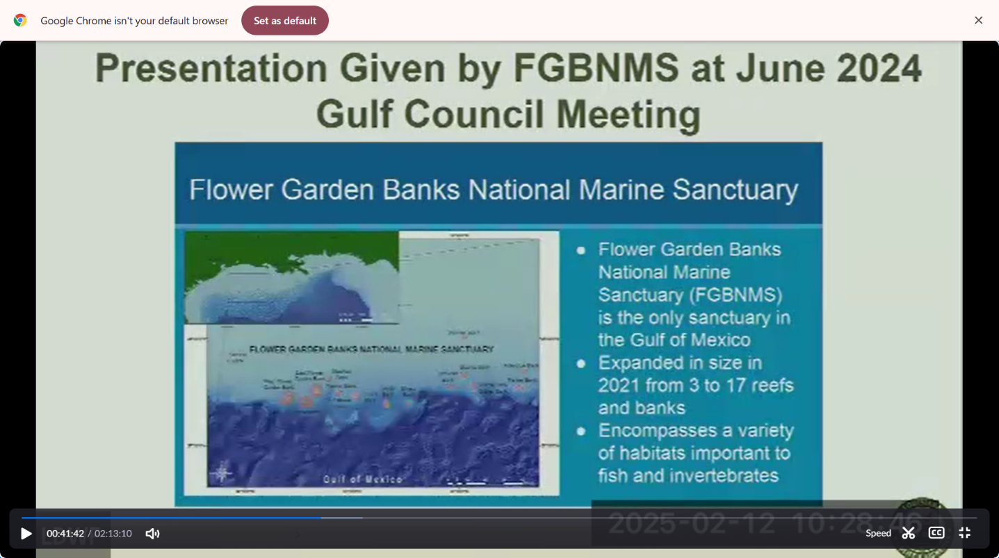 Google Chrome isn't your default browser
Set as default
Presentation Given by FGBNMS at June 2024
Gulf Council Meeting
Flower Garden Banks National Marine Sanctuary
FLOWER GARDEN BANKS NATIONAL MARINE SANCTUARY
Gulf of Mexico
Flower Garden Banks
National Marine
Sanctuary (FGBNMS)
is the only sanctuary in
the Gulf of Mexico
Expanded in size in
2021 from 3 to 17 reefs
and banks
Encompasses a variety
of habitats important to
fish and invertebrates
2025-02-12 10:28:46
00:41:42 / 02:13:10
Speed
CC